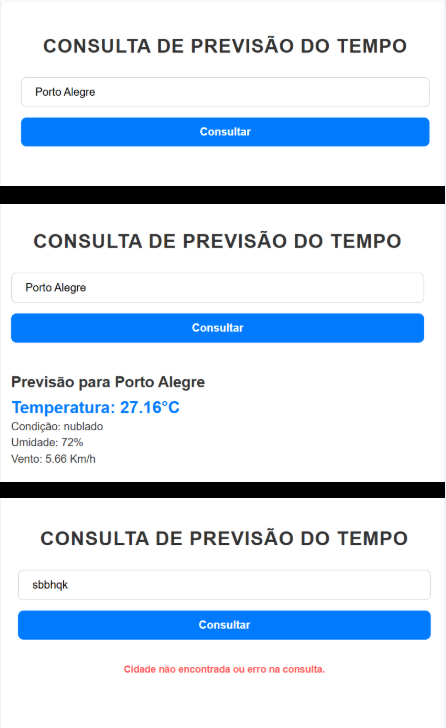 CONSULTA DE PREVISÃO DO TEMPO
Porto Alegre
Consultar
CONSULTA DE PREVISÃO DO TEMPO
Porto Alegre
Consultar
Previsão para Porto Alegre
Temperatura: 27.16°C
Condição: nublado
Umidade: 72%
Vento: 5.66 Km/h
CONSULTA DE PREVISÃO DO TEMPO
sbbhqk
Consultar
Cidade não encontrada ou erro na consulta.